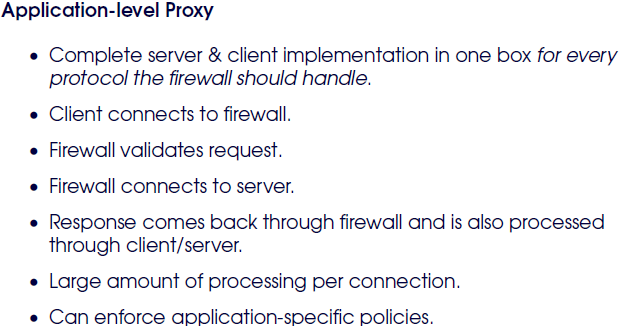 Application-level Proxy
• Complete server & client implementation in one box for every
protocol the firewall should handle.
• Client connects to firewall.
• Firewall validates request.
• Firewall connects to server.
• Response comes back through firewall and is also processed
through client/server.
• Large amount of processing per connection.
• Can enforce application-specific policies.